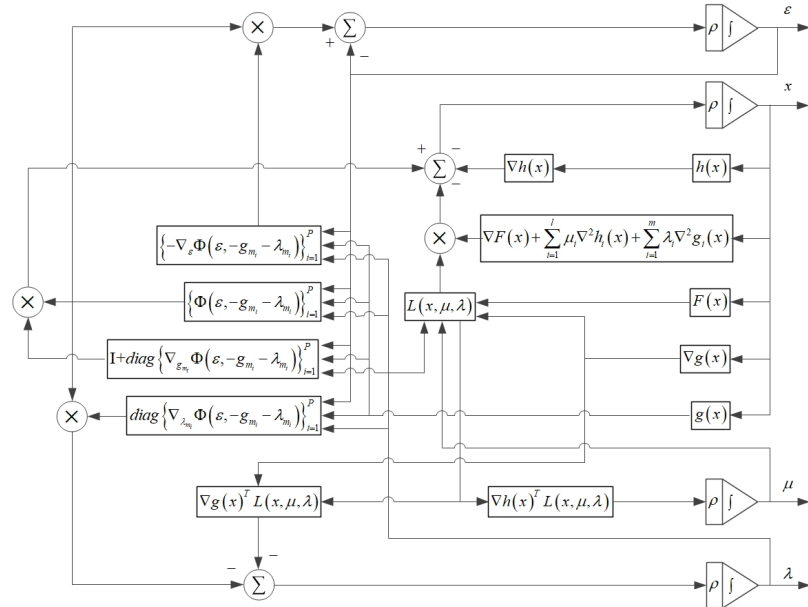 × + ∑ − ρ ∫ ε
ρ ∫ x
+ ∑ − − ∇h(x) h(x)
{−∇_εΦ(ε,−g_{m_i}−λ_{m_i})}_{i=1}^{P} × ∇F(x)+∑_{i=1}^{l}μ_i∇²h_i(x)+∑_{i=1}^{m}λ_i∇²g_i(x)
× {Φ(ε,−g_{m_i}−λ_{m_i})}_{i=1}^{P} L(x,μ,λ) F(x)
I+diag{∇_{g_{m_i}}Φ(ε,−g_{m_i}−λ_{m_i})}_{i=1}^{P} ∇g(x)
× diag{∇_{λ_{m_i}}Φ(ε,−g_{m_i}−λ_{m_i})}_{i=1}^{P} g(x)
∇g(x)^T L(x,μ,λ) ∇h(x)^T L(x,μ,λ) ρ ∫ μ
− ∑ − ρ ∫ λ